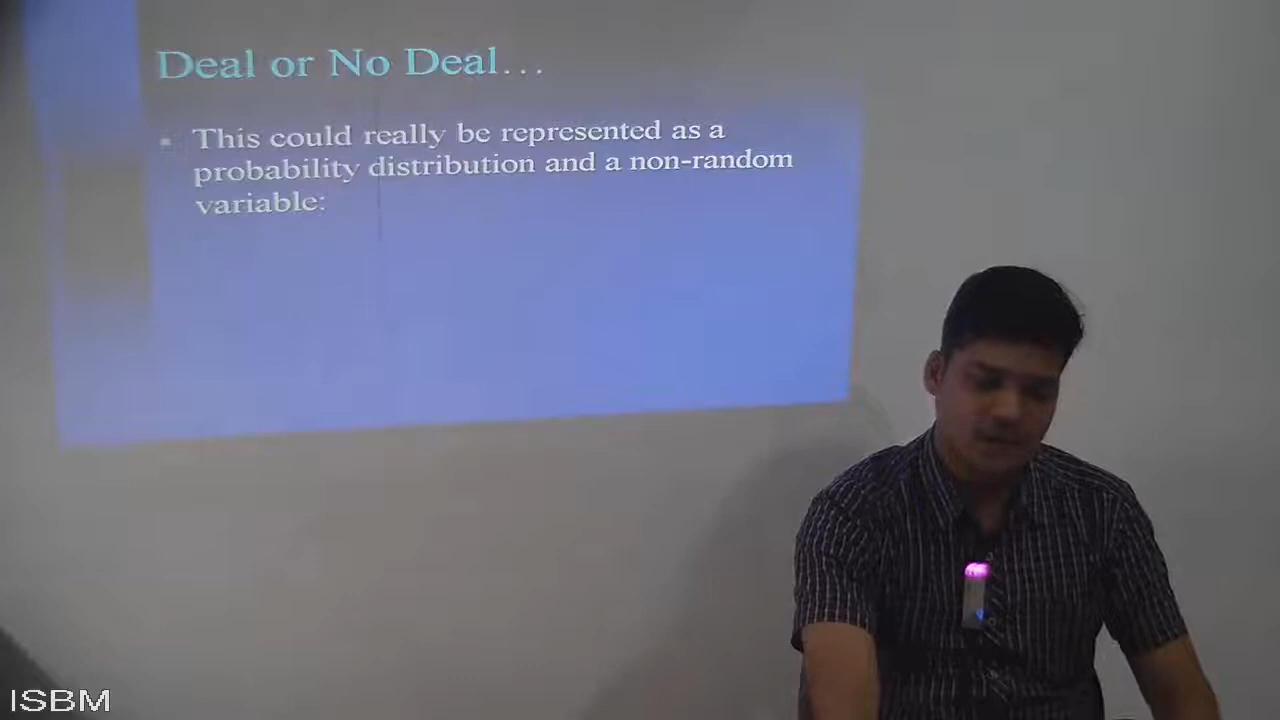 Deal or No Deal...
This could really be represented as a
probability distribution and a non-random
variable:
ISBM